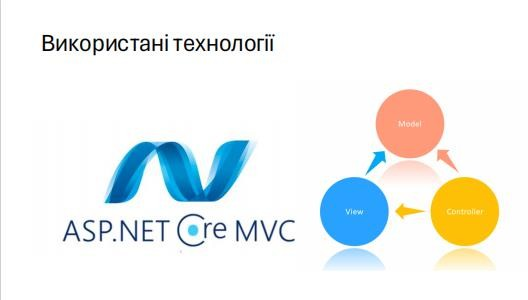 Використані технології
Model
ASP.NET Core MVC
View
Controller